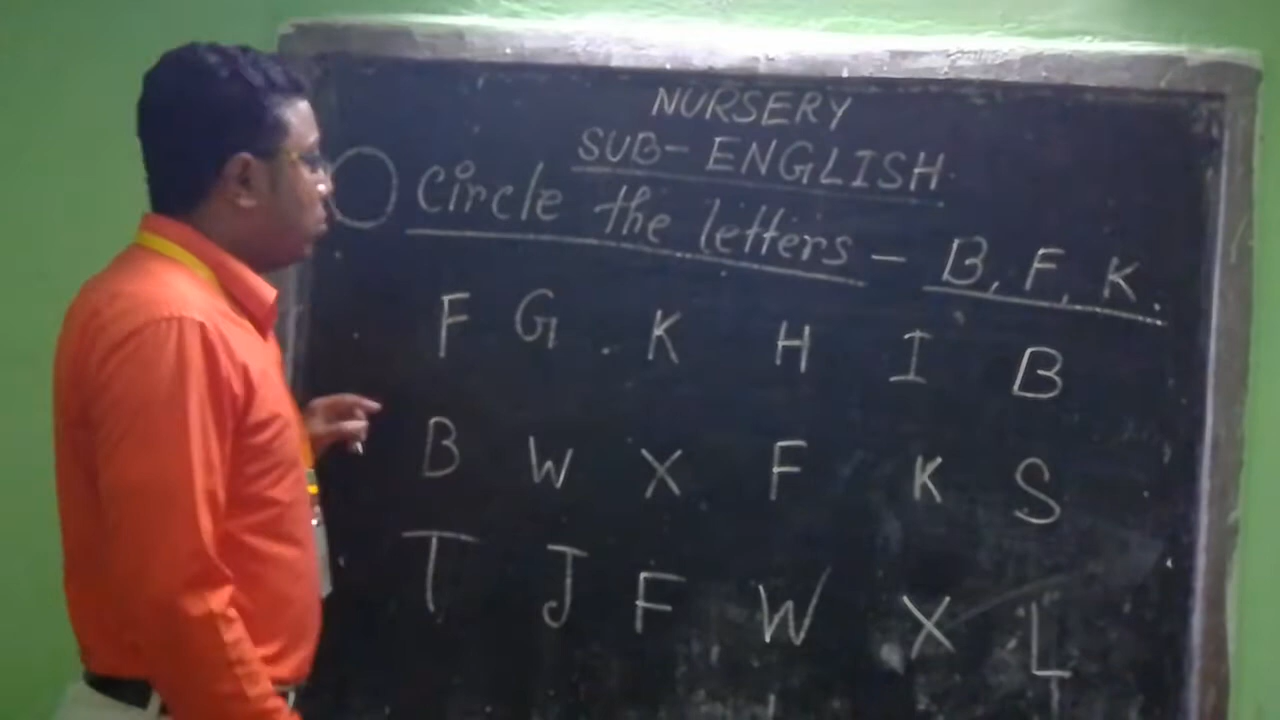 NURSERY
SUB- ENGLISH.
Circle the letters - B, F, K.
F G . K H I B
B W X F K S
T J F W X L